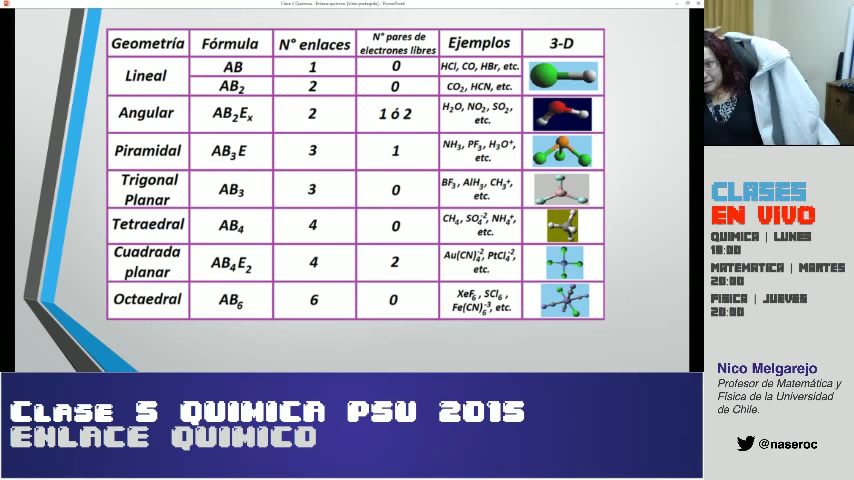 Clase 5 Química - Enlace químico [Vista protegida] - PowerPoint
Geometría Fórmula N° enlaces N° pares de electrones libres Ejemplos 3-D
Lineal AB 1 0 HCl, CO, HBr, etc.
AB2 2 0 CO2, HCN, etc.
Angular AB2Ex 2 1 ó 2 H2O, NO2, SO2, etc.
Piramidal AB3E 3 1 NH3, PF3, H3O+, etc.
Trigonal Planar AB3 3 0 BF3, AlH3, CH3+, etc.
Tetraedral AB4 4 0 CH4, SO4-2, NH4+, etc.
Cuadrada planar AB4E2 4 2 Au(CN)4-2, PtCl4-2, etc.
Octaedral AB6 6 0 XeF6, SCl6, Fe(CN)6-3, etc.
CLASES
EN VIVO
QUIMICA | LUNES
18:00
MATEMATICA | MARTES
20:00
FISICA | JUEVES
20:00
Nico Melgarejo
Profesor de Matemática y
Física de la Universidad
de Chile.
@naseroc
Clase 5 QUIMICA PSU 2015
ENLACE QUIMICO